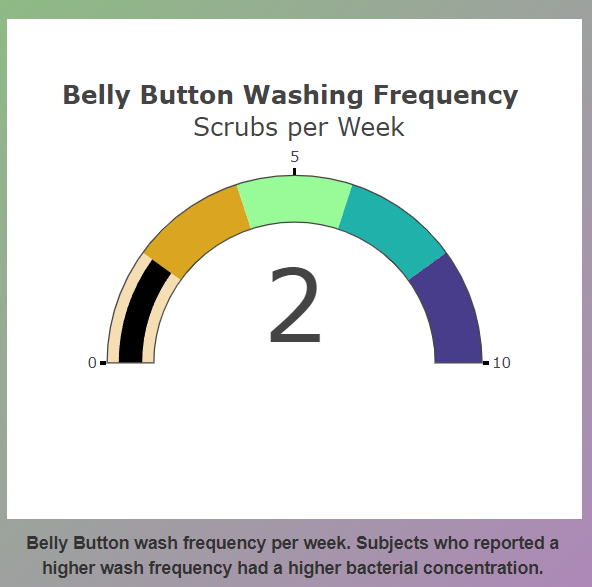 Belly Button Washing Frequency
Scrubs per Week
5
2
0
10
Belly Button wash frequency per week. Subjects who reported a
higher wash frequency had a higher bacterial concentration.